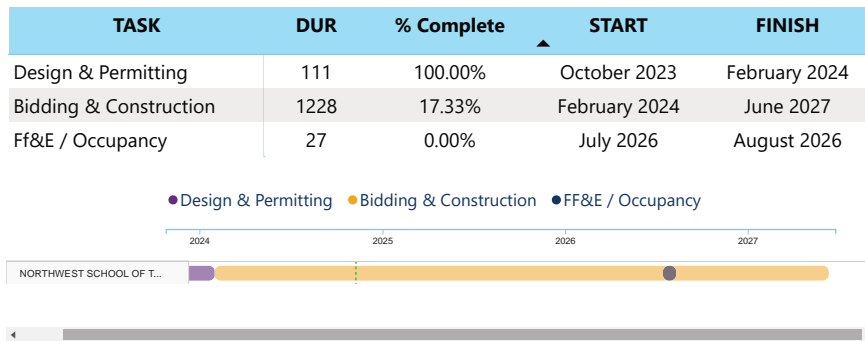 TASK DUR % Complete START FINISH
Design & Permitting 111 100.00% October 2023 February 2024
Bidding & Construction 1228 17.33% February 2024 June 2027
Ff&E / Occupancy 27 0.00% July 2026 August 2026
Design & Permitting Bidding & Construction FF&E / Occupancy
2024 2025 2026 2027
NORTHWEST SCHOOL OF T...